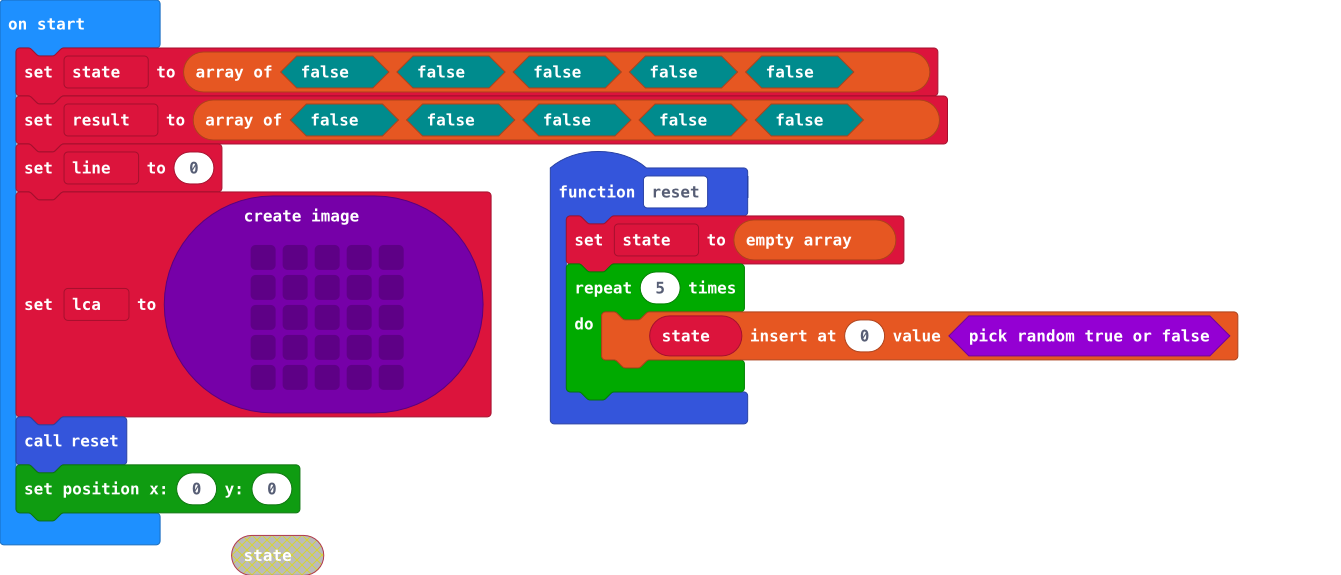 on start
set state to array of false false false false false
set result to array of false false false false false
set line to 0
create image
set lca to
call reset
set position x: 0 y: 0
state
function reset
set state to empty array
repeat 5 times
do
state insert at 0 value pick random true or false